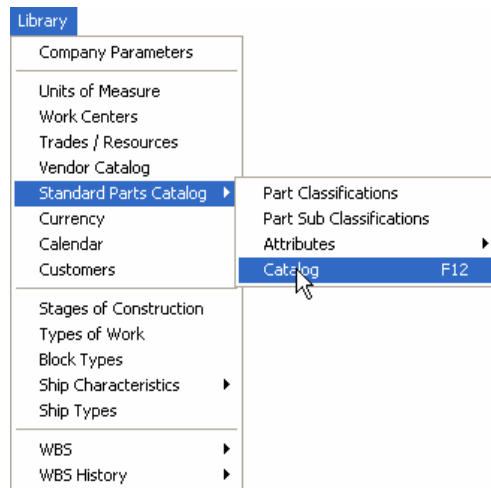 Library
Company Parameters
Units of Measure
Work Centers
Trades / Resources
Vendor Catalog
Standard Parts Catalog
Part Classifications
Part Sub Classifications
Attributes
Catalog F12
Currency
Calendar
Customers
Stages of Construction
Types of Work
Block Types
Ship Characteristics
Ship Types
WBS
WBS History